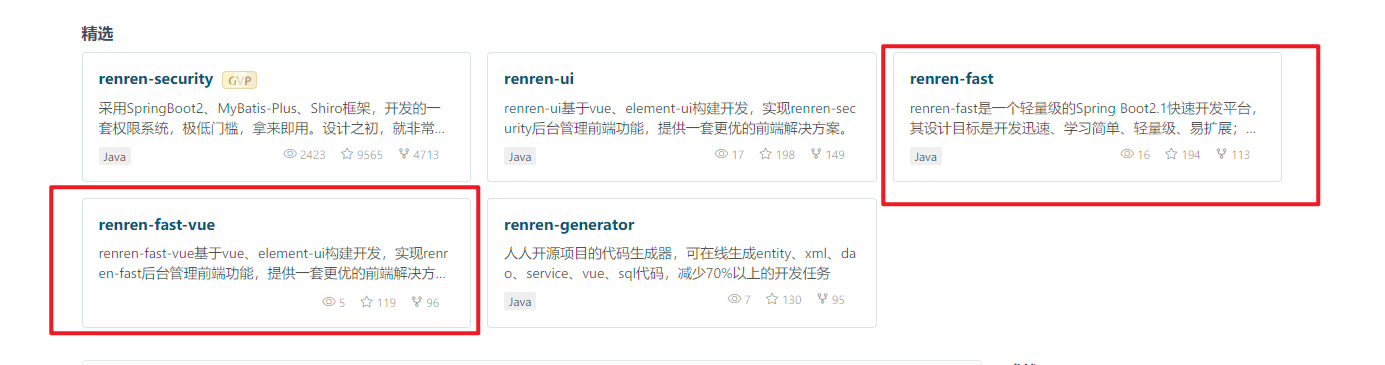 精选
renren-security GVP
采用SpringBoot2、MyBatis-Plus、Shiro框架，开发的一
套权限系统，极低门槛，拿来即用。设计之初，就非常...
Java 2423 9565 4713
renren-ui
renren-ui基于vue、element-ui构建开发，实现renren-sec
urity后台管理前端功能，提供一套更优的前端解决方案。
Java 17 198 149
renren-fast
renren-fast是一个轻量级的Spring Boot2.1快速开发平台，
其设计目标是开发迅速、学习简单、轻量级、易扩展；...
Java 16 194 113
renren-fast-vue
renren-fast-vue基于vue、element-ui构建开发，实现renr
en-fast后台管理前端功能，提供一套更优的前端解决方...
5 119 96
renren-generator
人人开源项目的代码生成器，可在线生成entity、xml、da
o、service、vue、sql代码，减少70%以上的开发任务
Java 7 130 95